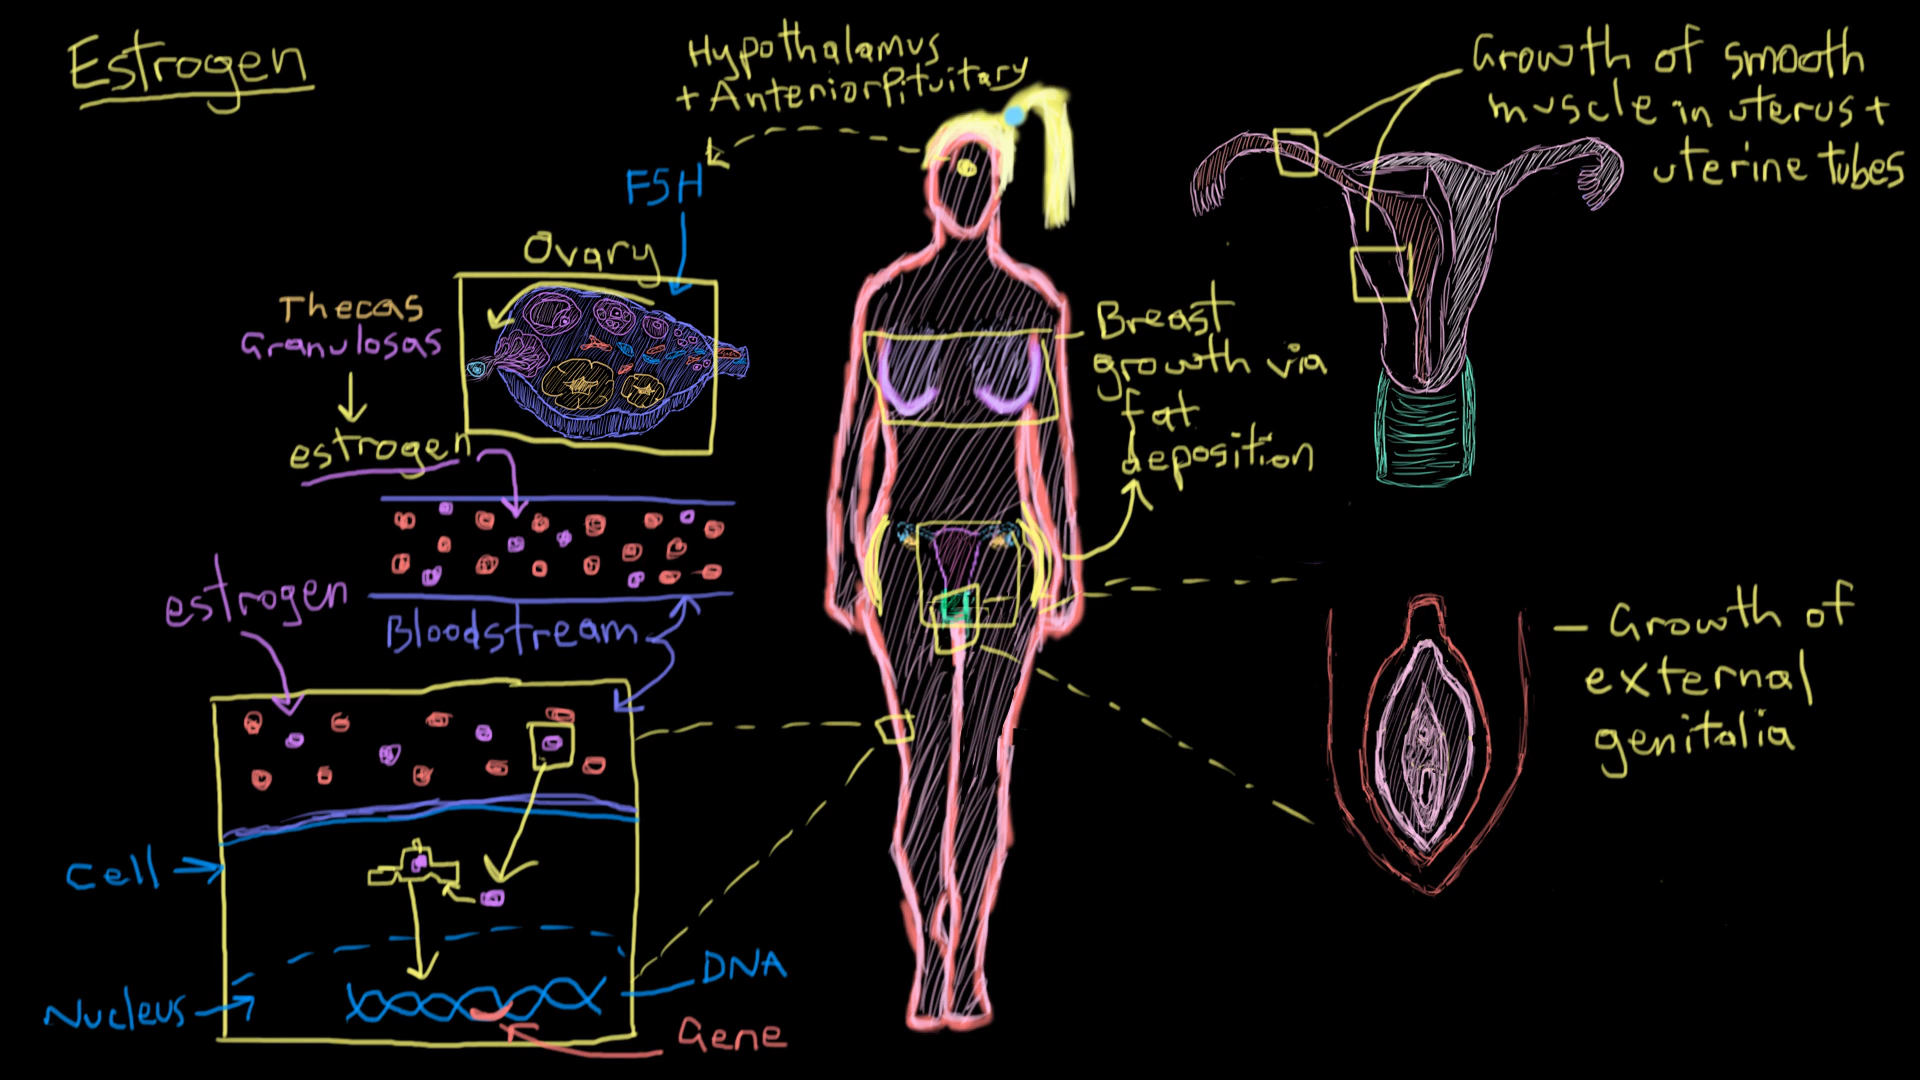 Estrogen
Hypothalamus
+ Anterior Pituitary
FSH
Ovary
Thecas
Granulosas
estrogen
estrogen
Bloodstream
Cell
Nucleus
DNA
Gene
Breast
growth via
fat
deposition
Growth of smooth
muscle in uterus +
uterine tubes
- Growth of
external
genitalia